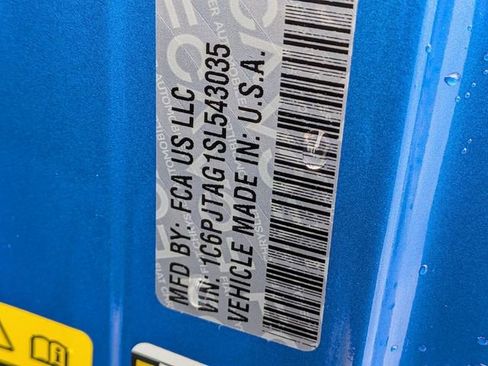 MFD BY: FCA US LLC
VIN: 1C6PJTAG1SL543035
VEHICLE MADE IN: U.S.A.